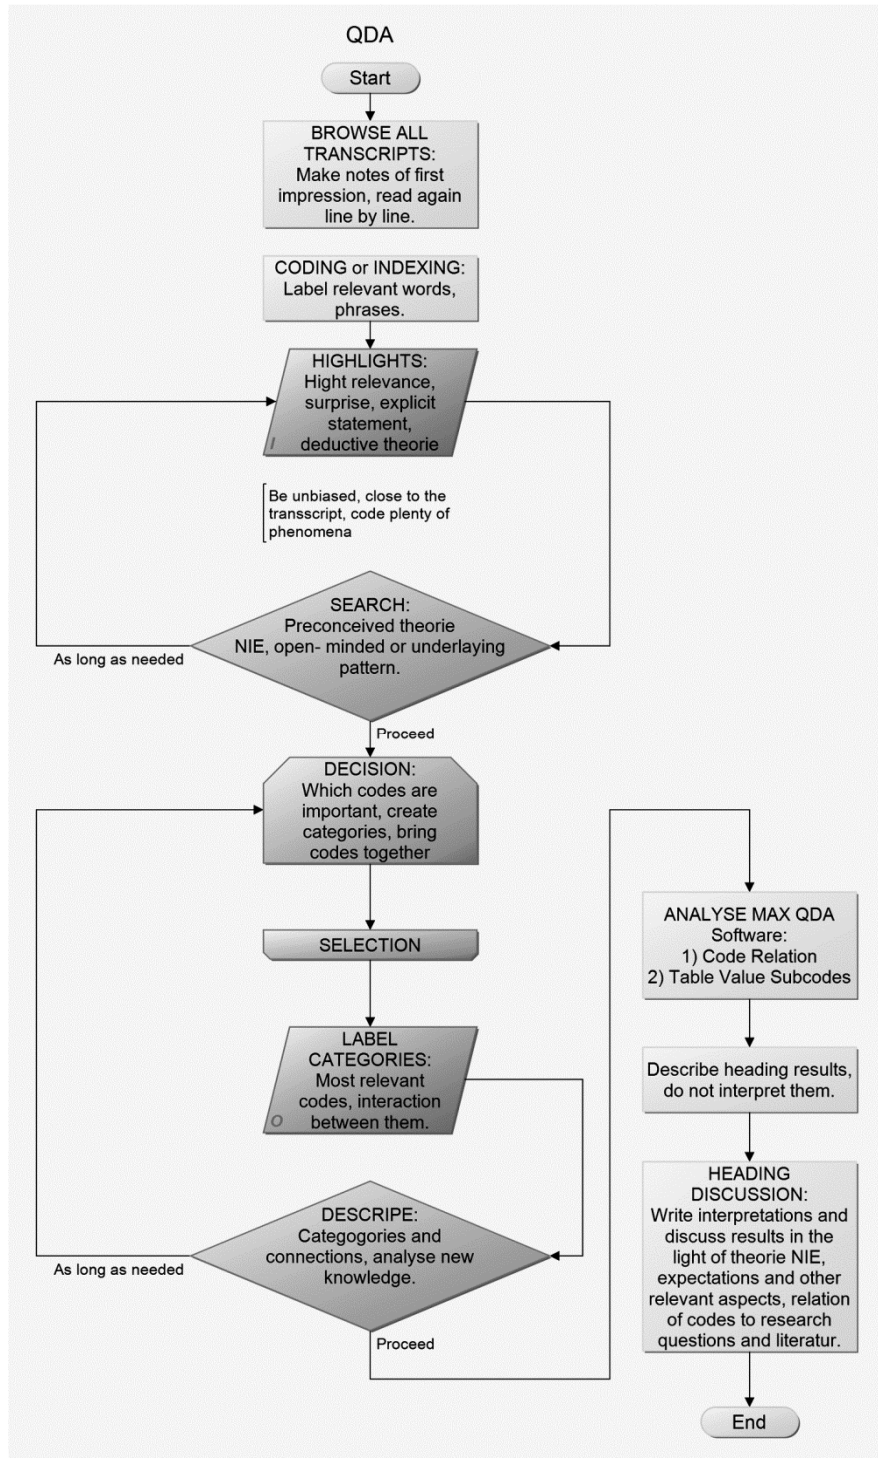 QDA
Start
BROWSE ALL
TRANSCRIPTS:
Make notes of first
impression, read again
line by line.
CODING or INDEXING:
Label relevant words,
phrases.
HIGHLIGHTS:
Hight relevance,
surprise, explicit
statement,
deductive theorie
I
Be unbiased, close to the
transscript, code plenty of
phenomena
SEARCH:
Preconceived theorie
NIE, open- minded or underlaying
pattern.
As long as needed
Proceed
DECISION:
Which codes are
important, create
categories, bring
codes together
SELECTION
LABEL
CATEGORIES:
Most relevant
codes, interaction
between them.
O
DESCRIPE:
Categogories and
connections, analyse new
knowledge.
As long as needed
Proceed
ANALYSE MAX QDA
Software:
1) Code Relation
2) Table Value Subcodes
Describe heading results,
do not interpret them.
HEADING
DISCUSSION:
Write interpretations and
discuss results in the
light of theorie NIE,
expectations and other
relevant aspects, relation
of codes to research
questions and literatur.
End